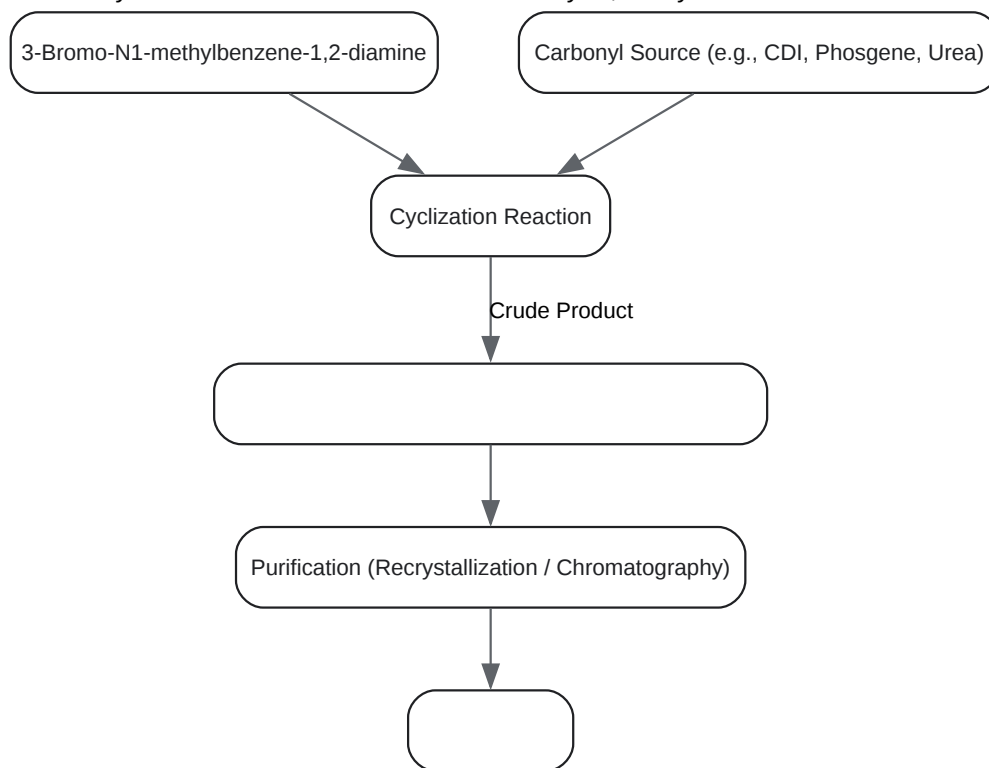 3-Bromo-N1-methylbenzene-1,2-diamine
Carbonyl Source (e.g., CDI, Phosgene, Urea)
Cyclization Reaction
Crude Product
Purification (Recrystallization / Chromatography)